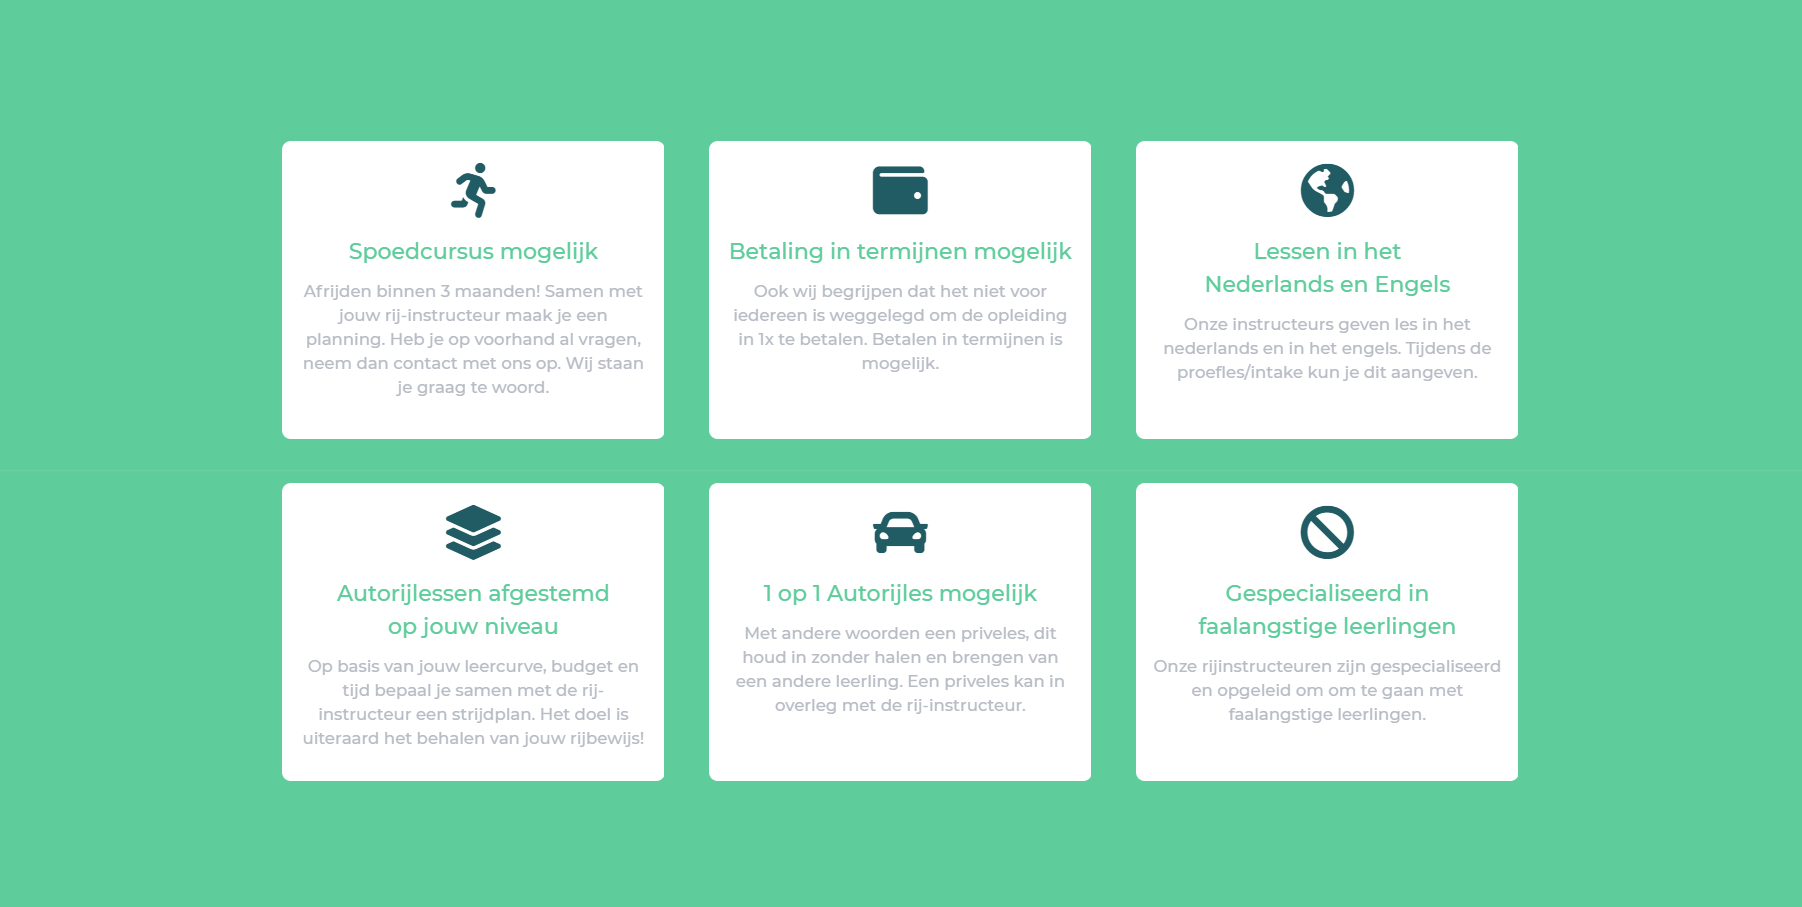 Spoedcursus mogelijk
Afrijden binnen 3 maanden! Samen met
jouw rij-instructeur maak je een
planning. Heb je op voorhand al vragen,
neem dan contact met ons op. Wij staan
je graag te woord.
Betaling in termijnen mogelijk
Ook wij begrijpen dat het niet voor
iedereen is weggelegd om de opleiding
in 1x te betalen. Betalen in termijnen is
mogelijk.
Lessen in het
Nederlands en Engels
Onze instructeurs geven les in het
nederlands en in het engels. Tijdens de
proefles/intake kun je dit aangeven.
Autorijlessen afgestemd
op jouw niveau
Op basis van jouw leercurve, budget en
tijd bepaal je samen met de rij-
instructeur een strijdplan. Het doel is
uiteraard het behalen van jouw rijbewijs!
1 op 1 Autorijles mogelijk
Met andere woorden een priveles, dit
houd in zonder halen en brengen van
een andere leerling. Een priveles kan in
overleg met de rij-instructeur.
Gespecialiseerd in
faalangstige leerlingen
Onze rijinstructeuren zijn gespecialiseerd
en opgeleid om om te gaan met
faalangstige leerlingen.